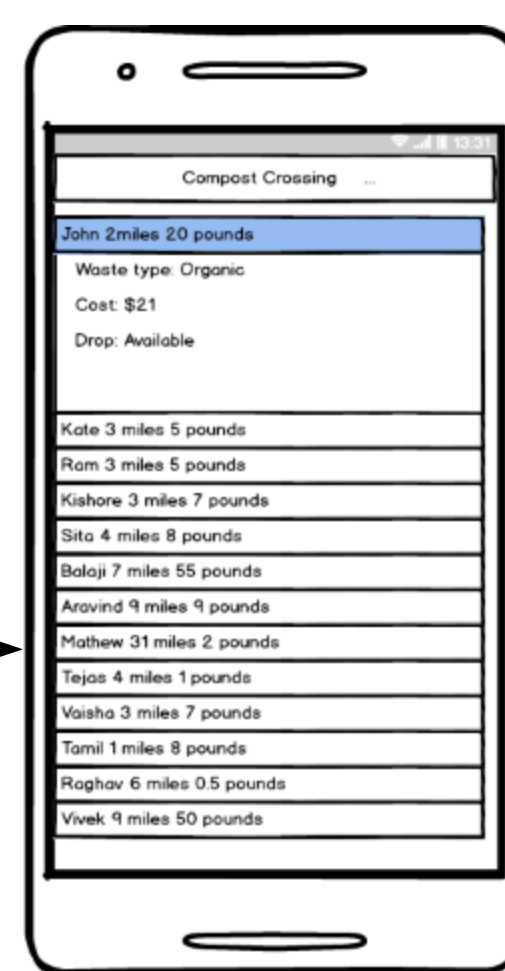 13:31
Compost Crossing ...
John 2miles 20 pounds
Waste type: Organic
Cost: $21
Drop: Available
Kate 3 miles 5 pounds
Ram 3 miles 5 pounds
Kishore 3 miles 7 pounds
Sita 4 miles 8 pounds
Balaji 7 miles 55 pounds
Aravind 9 miles 9 pounds
Mathew 31 miles 2 pounds
Tejas 4 miles 1 pounds
Vaisha 3 miles 7 pounds
Tamil 1 miles 8 pounds
Raghav 6 miles 0.5 pounds
Vivek 9 miles 50 pounds